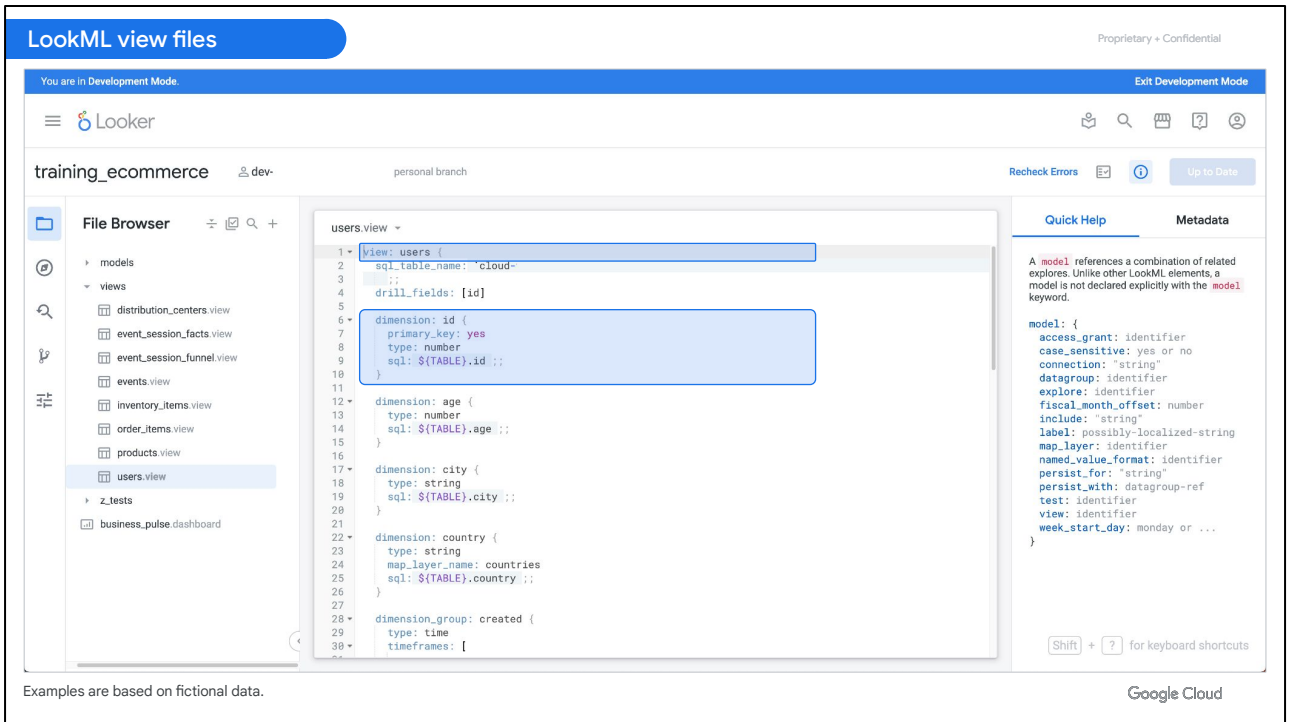 LookML view files
Proprietary + Confidential
You are in Development Mode.
Exit Development Mode
Looker
training_ecommerce
dev-
personal branch
Recheck Errors
Up to Date
File Browser
models
views
distribution_centers.view
event_session_facts.view
event_session_funnel.view
events.view
inventory_items.view
order_items.view
products.view
users.view
z_tests
business_pulse.dashboard
users.view
1 view: users {
2 sql_table_name: `cloud-
3 ;;
4 drill_fields: [id]
5
6 dimension: id {
7 primary_key: yes
8 type: number
9 sql: ${TABLE}.id ;;
10 }
11
12 dimension: age {
13 type: number
14 sql: ${TABLE}.age ;;
15 }
16
17 dimension: city {
18 type: string
19 sql: ${TABLE}.city ;;
20 }
21
22 dimension: country {
23 type: string
24 map_layer_name: countries
25 sql: ${TABLE}.country ;;
26 }
27
28 dimension_group: created {
29 type: time
30 timeframes: [
Quick Help
Metadata
A model references a combination of related
explores. Unlike other LookML elements, a
model is not declared explicitly with the model
keyword.
model: {
access_grant: identifier
case_sensitive: yes or no
connection: "string"
datagroup: identifier
explore: identifier
fiscal_month_offset: number
include: "string"
label: possibly-localized-string
map_layer: identifier
named_value_format: identifier
persist_for: "string"
persist_with: datagroup-ref
test: identifier
view: identifier
week_start_day: monday or ...
}
Shift + ? for keyboard shortcuts
Examples are based on fictional data.
Google Cloud